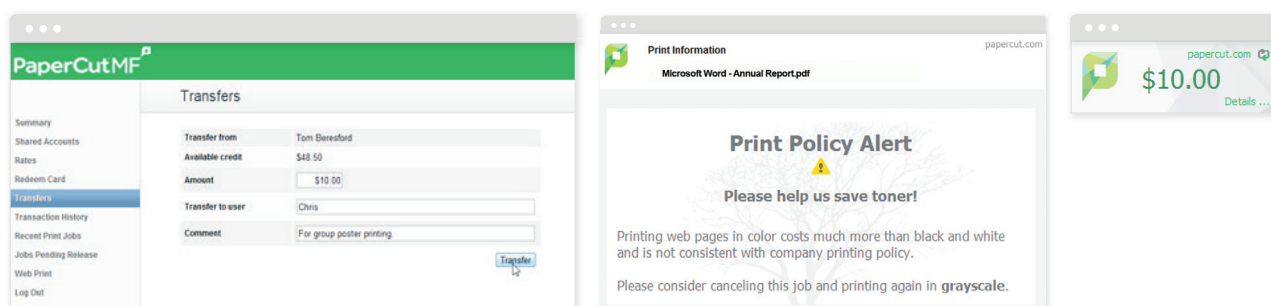 PaperCutMF
Transfers
Summary
Shared Accounts
Rates
Redeem Card
Transfers
Transaction History
Recent Print Jobs
Jobs Pending Release
Web Print
Log Out
Transfer from Tom Beresford
Available credit $48.50
Amount $10.00
Transfer to user Chris
Comment For group poster printing.
Transfer
Print Information
papercut.com
Microsoft Word - Annual Report.pdf
Print Policy Alert
Please help us save toner!
Printing web pages in color costs much more than black and white
and is not consistent with company printing policy.
Please consider canceling this job and printing again in grayscale.
papercut.com
$10.00
Details ...